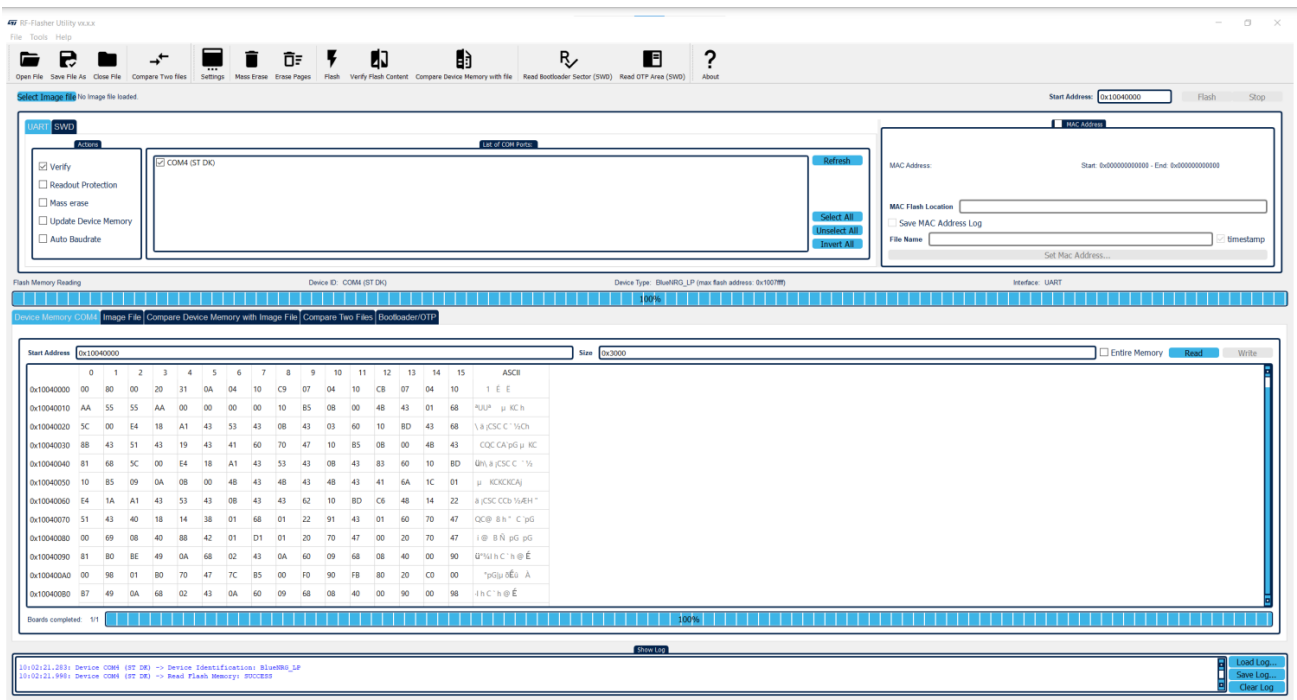 RF-Flasher Utility vx.x.x
File Tools Help
Open File Save File As Close File Compare Two files Settings Mass Erase Erase Pages Flash Verify Flash Content Compare Device Memory with file Read Bootloader Sector (SWD) Read OTP Area (SWD) About
Select Image file No Image file loaded. Start Address: 0x10040000 Flash Stop
UART SWD
Actions
Verify
Readout Protection
Mass erase
Update Device Memory
Auto Baudrate
List of COM Ports:
COM4 (ST DK)
Refresh
Select All
Unselect All
Invert All
MAC Address
MAC Address: Start: 0x000000000000 - End: 0x000000000000
MAC Flash Location
Save MAC Address Log
File Name timestamp
Set Mac Address...
Flash Memory Reading Device ID: COM4 (ST DK) Device Type: BlueNRG_LP (max flash address: 0x1007ffff) Interface: UART
100%
Device Memory COM4 Image File Compare Device Memory with Image File Compare Two Files Bootloader/OTP
Start Address 0x10040000 Size 0x3000 Entire Memory Read Write
0 1 2 3 4 5 6 7 8 9 10 11 12 13 14 15 ASCII
0x10040000 00 80 00 20 31 0A 04 10 C9 07 04 10 CB 07 04 10 1 É Ë
0x10040010 AA 55 55 AA 00 00 00 00 10 B5 0B 00 4B 43 01 68 ªUUª µ KC h
0x10040020 5C 00 E4 18 A1 43 53 43 0B 43 03 60 10 BD 43 68 \ ä ¡CSC C ` ½Ch
0x10040030 8B 43 51 43 19 43 41 60 70 47 10 B5 0B 00 4B 43 CQC CA`pG µ KC
0x10040040 81 68 5C 00 E4 18 A1 43 53 43 0B 43 83 60 10 BD
0x10040050 10 B5 09 0A 0B 00 4B 43 4B 43 4B 43 41 6A 1C 01 µ KCKCKCAj
0x10040060 E4 1A A1 43 53 43 0B 43 43 62 10 BD C6 48 14 22 ä ¡CSC CCb ½ÆH "
0x10040070 51 43 40 18 14 38 01 68 01 22 91 43 01 60 70 47 QC@ 8 h " C `pG
0x10040080 00 69 08 40 88 42 01 D1 01 20 70 47 00 20 70 47 i @ B Ñ pG pG
0x10040090 81 B0 BE 49 0A 68 02 43 0A 60 09 68 08 40 00 90
0x100400A0 00 98 01 B0 70 47 7C B5 00 F0 90 FB 80 20 C0 00
0x100400B0 B7 49 0A 68 02 43 0A 60 09 68 08 40 00 90 00 98
Boards completed: 1/1 100%
Show Log
10:02:21.283: Device COM4 (ST DK) -> Device Identification: BlueNRG_LP
10:02:21.998: Device COM4 (ST DK) -> Read Flash Memory: SUCCESS
Load Log...
Save Log...
Clear Log